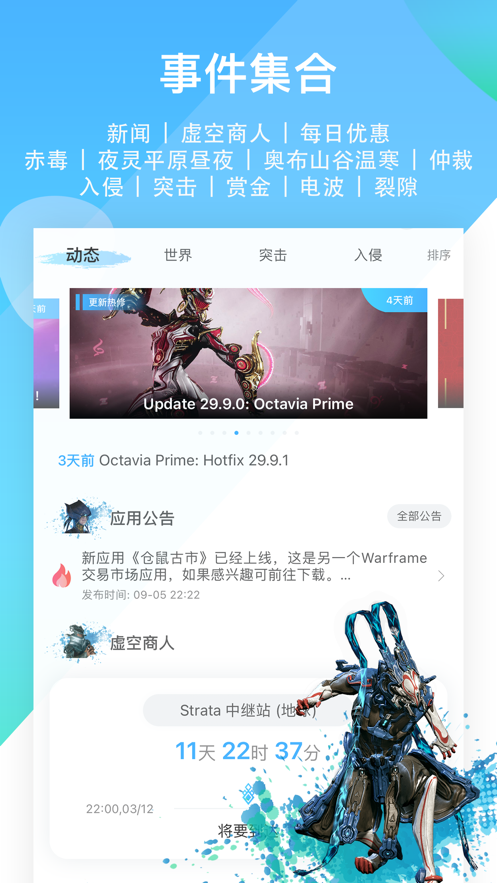 事件集合
新闻 | 虚空商人 | 每日优惠
赤毒 | 夜灵平原昼夜 | 奥布山谷温寒 | 仲裁
入侵 | 突击 | 赏金 | 电波 | 裂隙
动态 世界 突击 入侵 排序
天前 更新热修 4天前
!
Update 29.9.0: Octavia Prime
3天前 Octavia Prime: Hotfix 29.9.1
应用公告 全部公告
新应用《仓鼠古市》已经上线，这是另一个Warframe
交易市场应用，如果感兴趣可前往下载。...
发布时间: 09-05 22:22
虚空商人
Strata 中继站 (地球)
11天 22时 37分
22:00,03/12
将要到